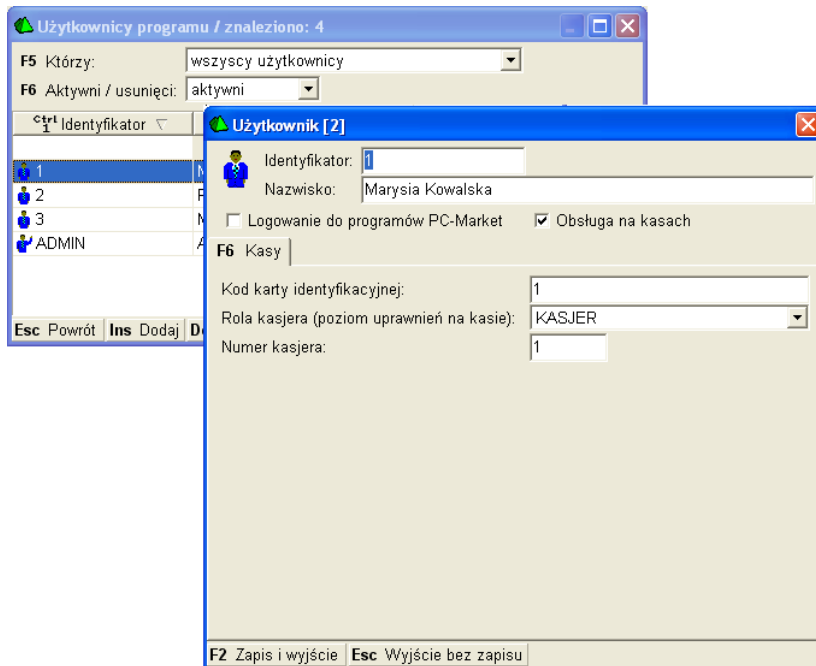 Użytkownicy programu / znaleziono: 4
F5 Którzy: wszyscy użytkownicy
F6 Aktywni / usunięci: aktywni
Ctrl 1 Identyfikator
1
2
3
ADMIN A
Esc Powrót Ins Dodaj
Użytkownik [2]
Identyfikator: 1
Nazwisko: Marysia Kowalska
Logowanie do programów PC-Market Obsługa na kasach
F6 Kasy
Kod karty identyfikacyjnej: 1
Rola kasjera (poziom uprawnień na kasie): KASJER
Numer kasjera: 1
F2 Zapis i wyjście Esc Wyjście bez zapisu